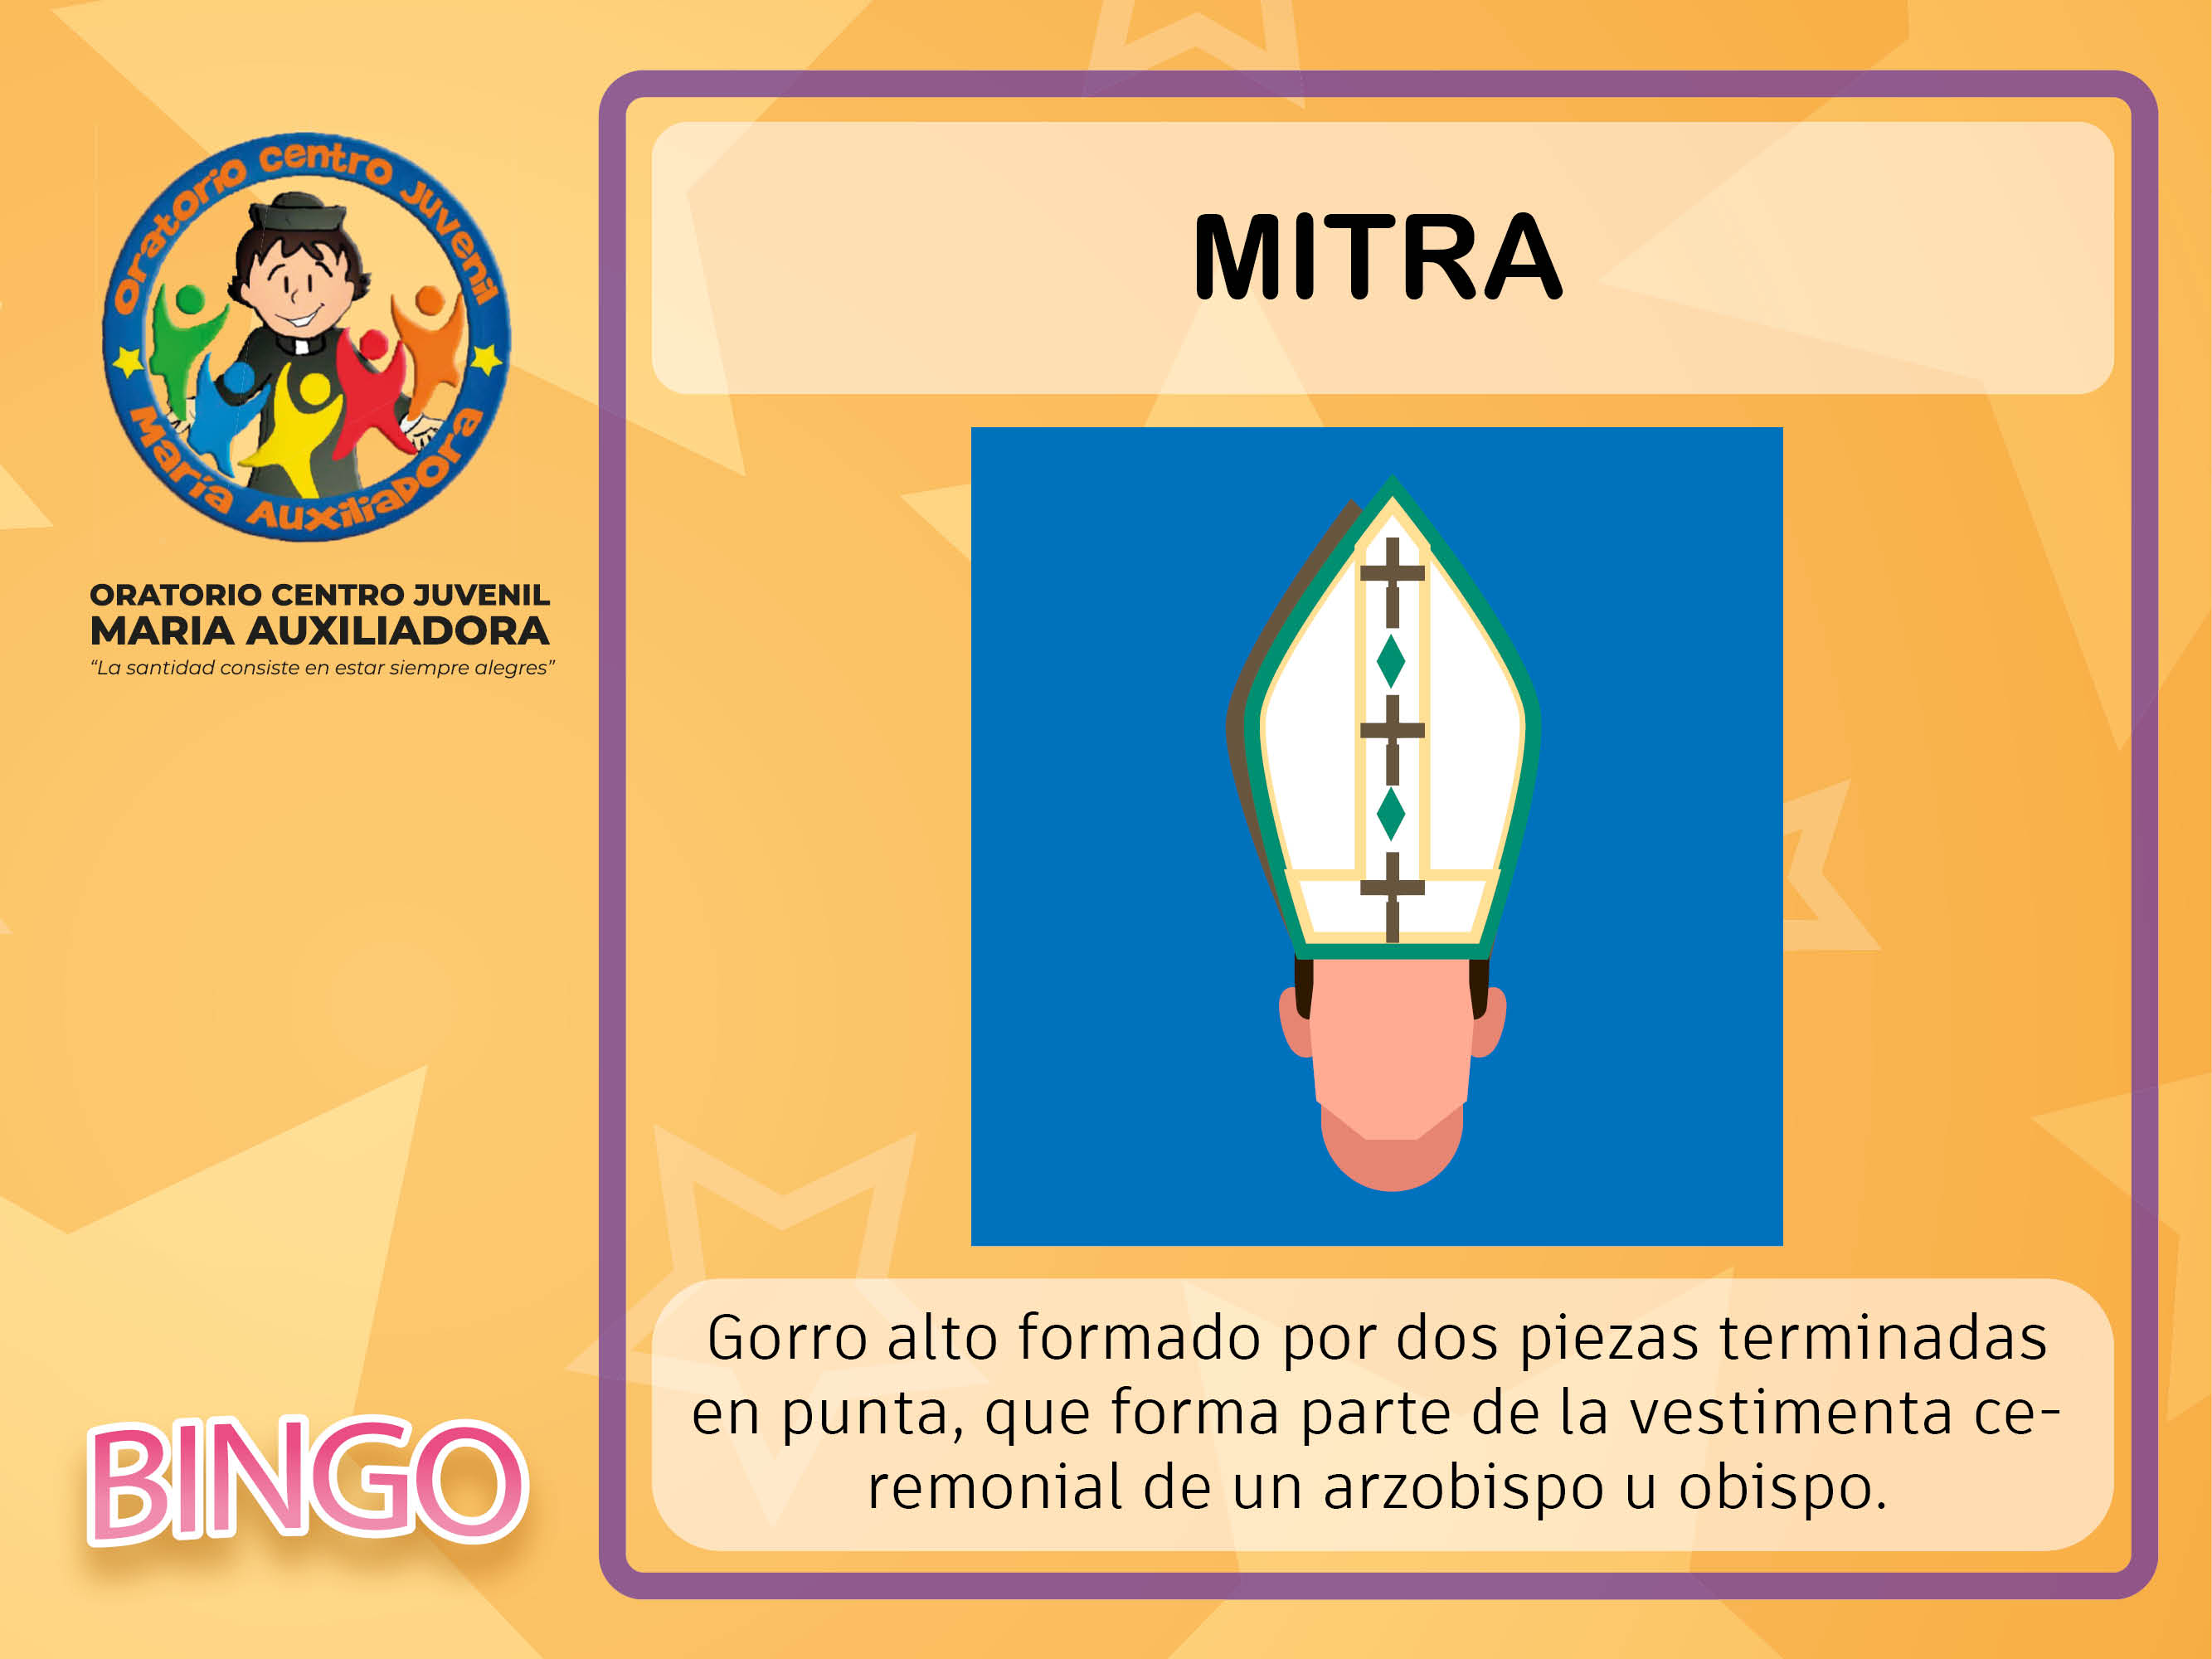 Oratorio Centro Juvenil
María Auxiliadora
ORATORIO CENTRO JUVENIL
MARIA AUXILIADORA
“La santidad consiste en estar siempre alegres”
BINGO
MITRA
Gorro alto formado por dos piezas terminadas
en punta, que forma parte de la vestimenta ce-
remonial de un arzobispo u obispo.